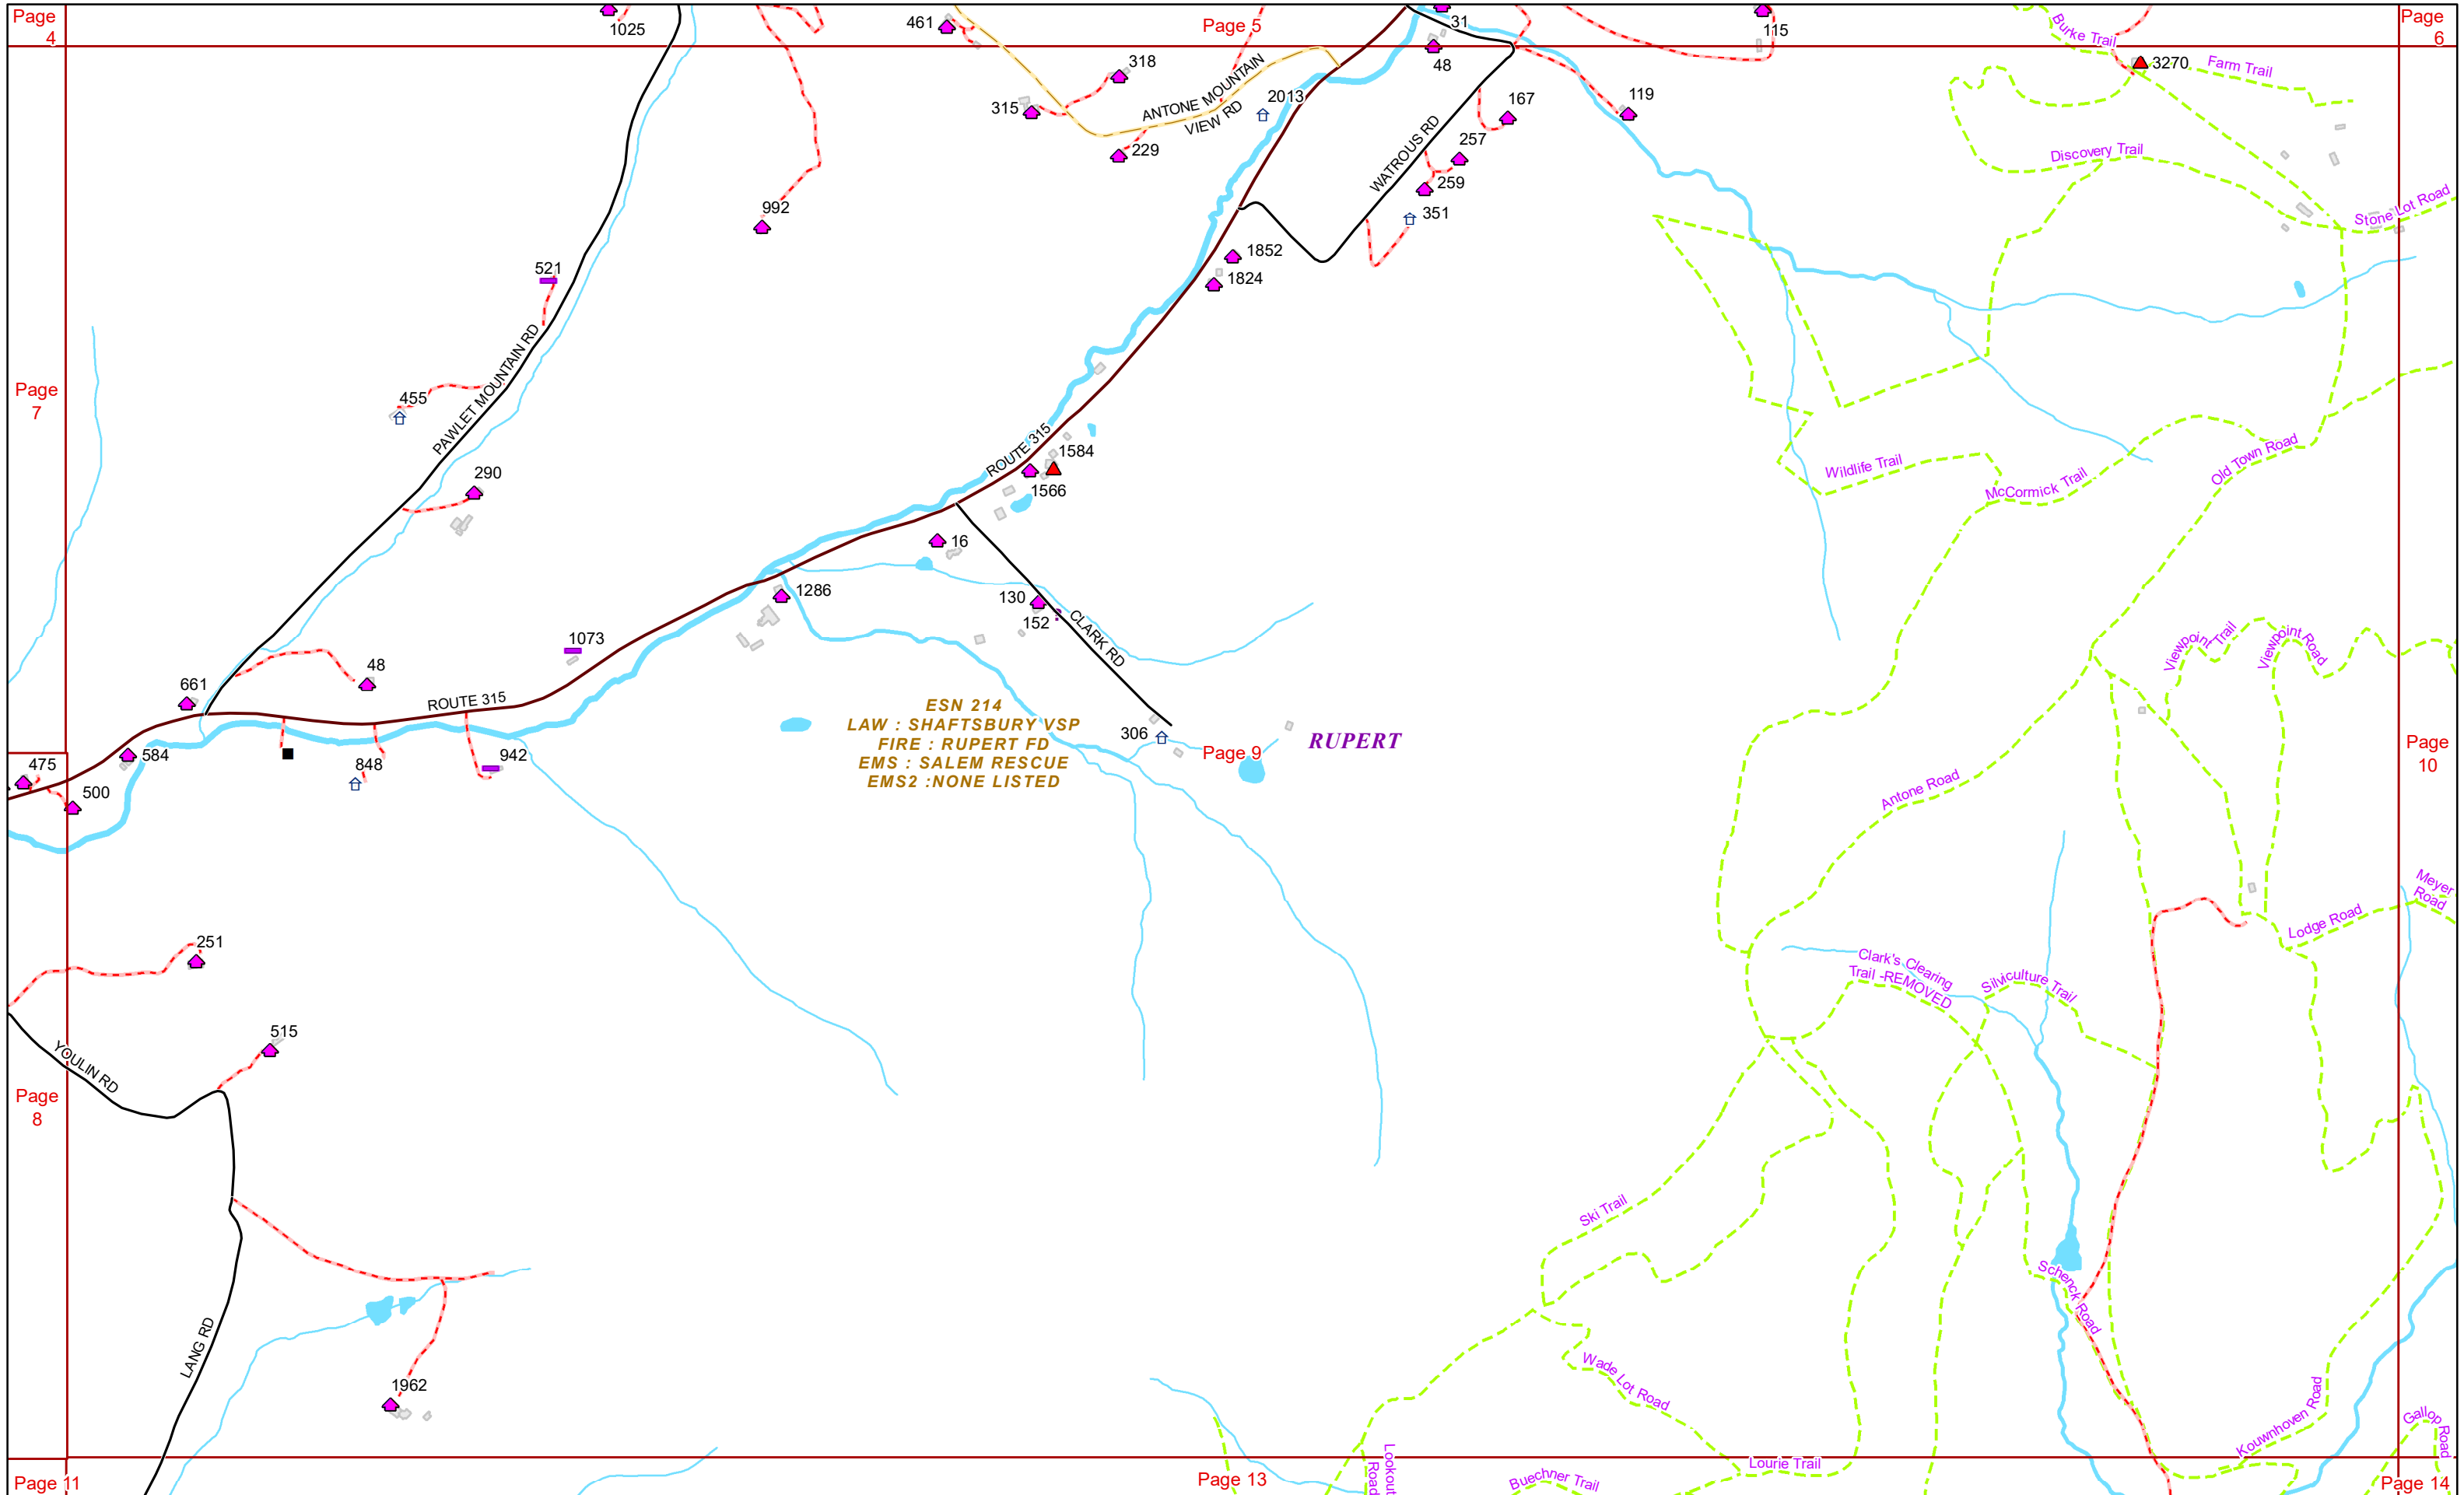 Page
4
1025
461
Page 5
31
115
Burke Trail
Page
6
48
318
3270
Farm Trail
315
ANTONE MOUNTAIN
VIEW RD
2013
167
119
229
WATROUS RD
257
Discovery Trail
259
992
351
Stone Lot Road
1852
521
1824
PAWLET MOUNTAIN RD
Page
7
455
ROUTE 315
1584
Old Town Road
290
1566
Wildlife Trail
McCormick Trail
16
1286
130
152
CLARK RD
1073
Viewpoint Trail
Viewpoint Road
48
661
ROUTE 315
ESN 214
LAW : SHAFTSBURY VSP
FIRE : RUPERT FD
EMS : SALEM RESCUE
EMS2 :NONE LISTED
306
Page 9
RUPERT
Page
10
584
848
942
475
500
Antone Road
Meyer
Road
Lodge Road
251
Clark's Clearing
Trail -REMOVED
Silviculture Trail
515
YOULIN RD
Page
8
Ski Trail
Schenck Road
LANG RD
1962
Wade Lot Road
Kouwnhoven Road
Gallop Road
Lookout
Road
Lourie Trail
Buechner Trail
Page 11
Page 13
Page 14